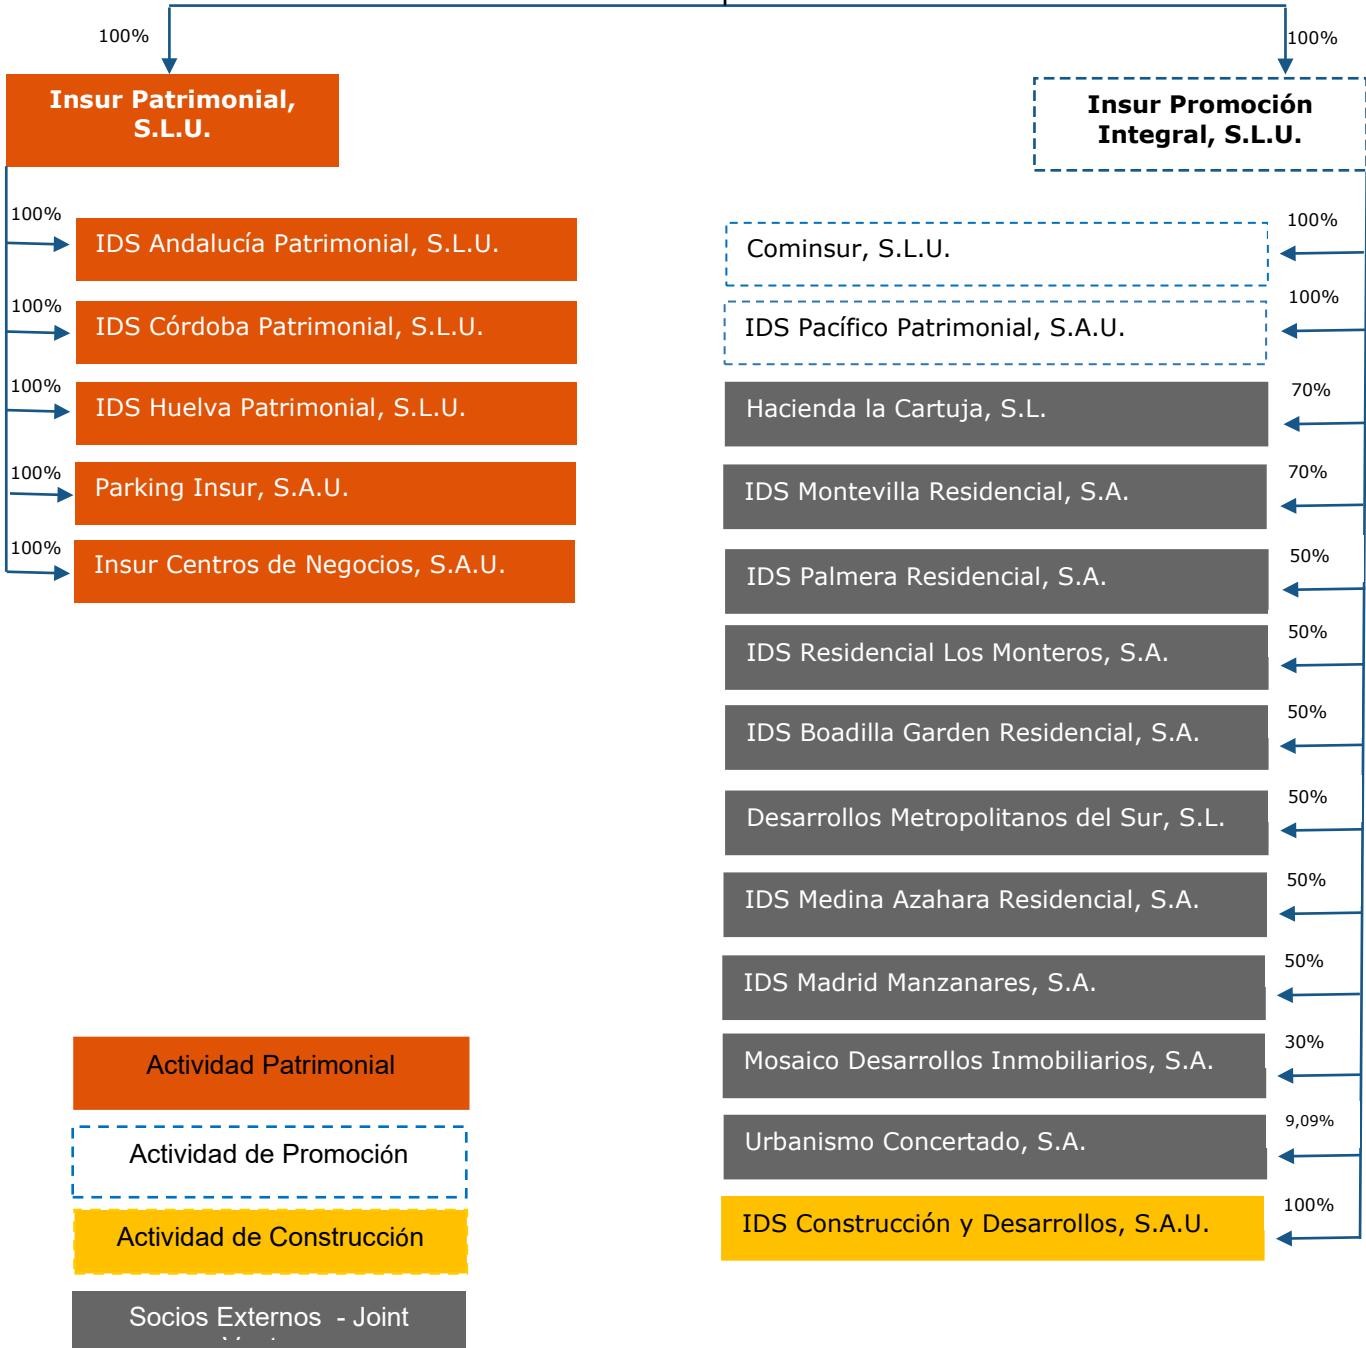 100%
100%
Insur Patrimonial,
S.L.U.
Insur Promoción
Integral, S.L.U.
100%
IDS Andalucía Patrimonial, S.L.U.
100%
IDS Córdoba Patrimonial, S.L.U.
100%
IDS Huelva Patrimonial, S.L.U.
100%
Parking Insur, S.A.U.
100%
Insur Centros de Negocios, S.A.U.
100%
Cominsur, S.L.U.
100%
IDS Pacífico Patrimonial, S.A.U.
70%
Hacienda la Cartuja, S.L.
70%
IDS Montevilla Residencial, S.A.
50%
IDS Palmera Residencial, S.A.
50%
IDS Residencial Los Monteros, S.A.
50%
IDS Boadilla Garden Residencial, S.A.
50%
Desarrollos Metropolitanos del Sur, S.L.
50%
IDS Medina Azahara Residencial, S.A.
50%
IDS Madrid Manzanares, S.A.
30%
Mosaico Desarrollos Inmobiliarios, S.A.
9,09%
Urbanismo Concertado, S.A.
100%
IDS Construcción y Desarrollos, S.A.U.
Actividad Patrimonial
Actividad de Promoción
Actividad de Construcción
Socios Externos - Joint